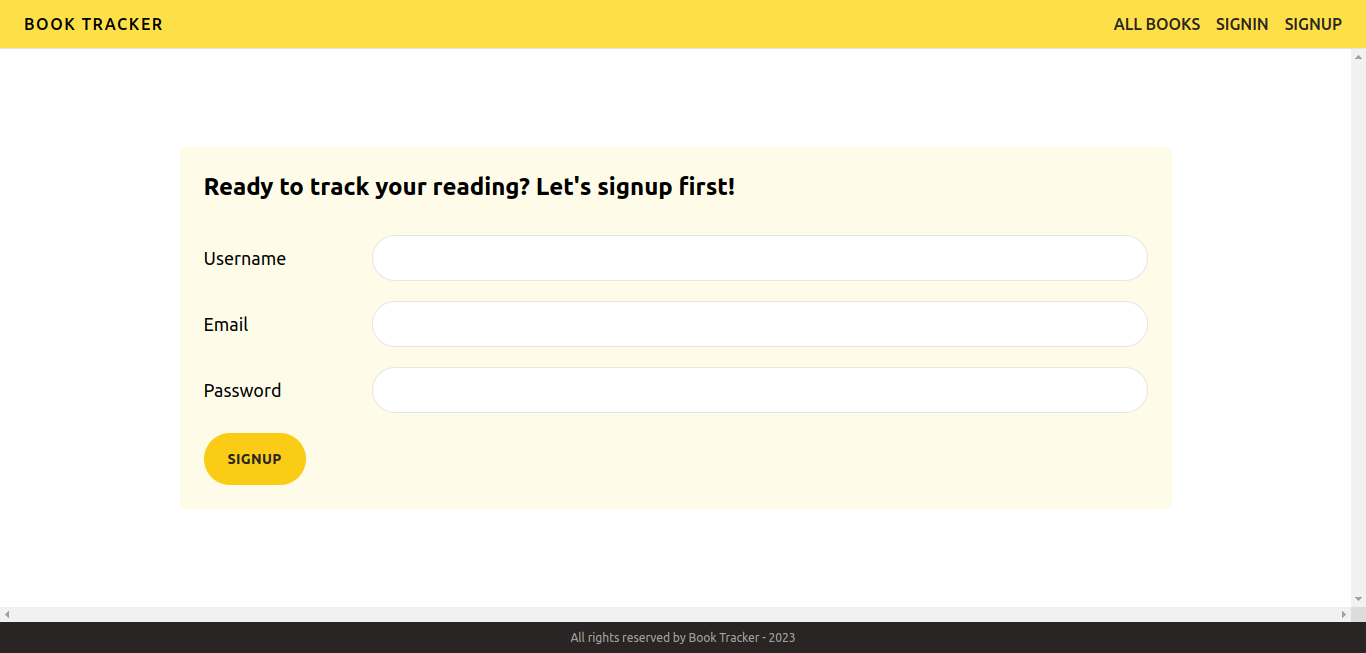 BOOK TRACKER
ALL BOOKS SIGNIN SIGNUP
Ready to track your reading? Let's signup first!
Username
Email
Password
SIGNUP
All rights reserved by Book Tracker - 2023